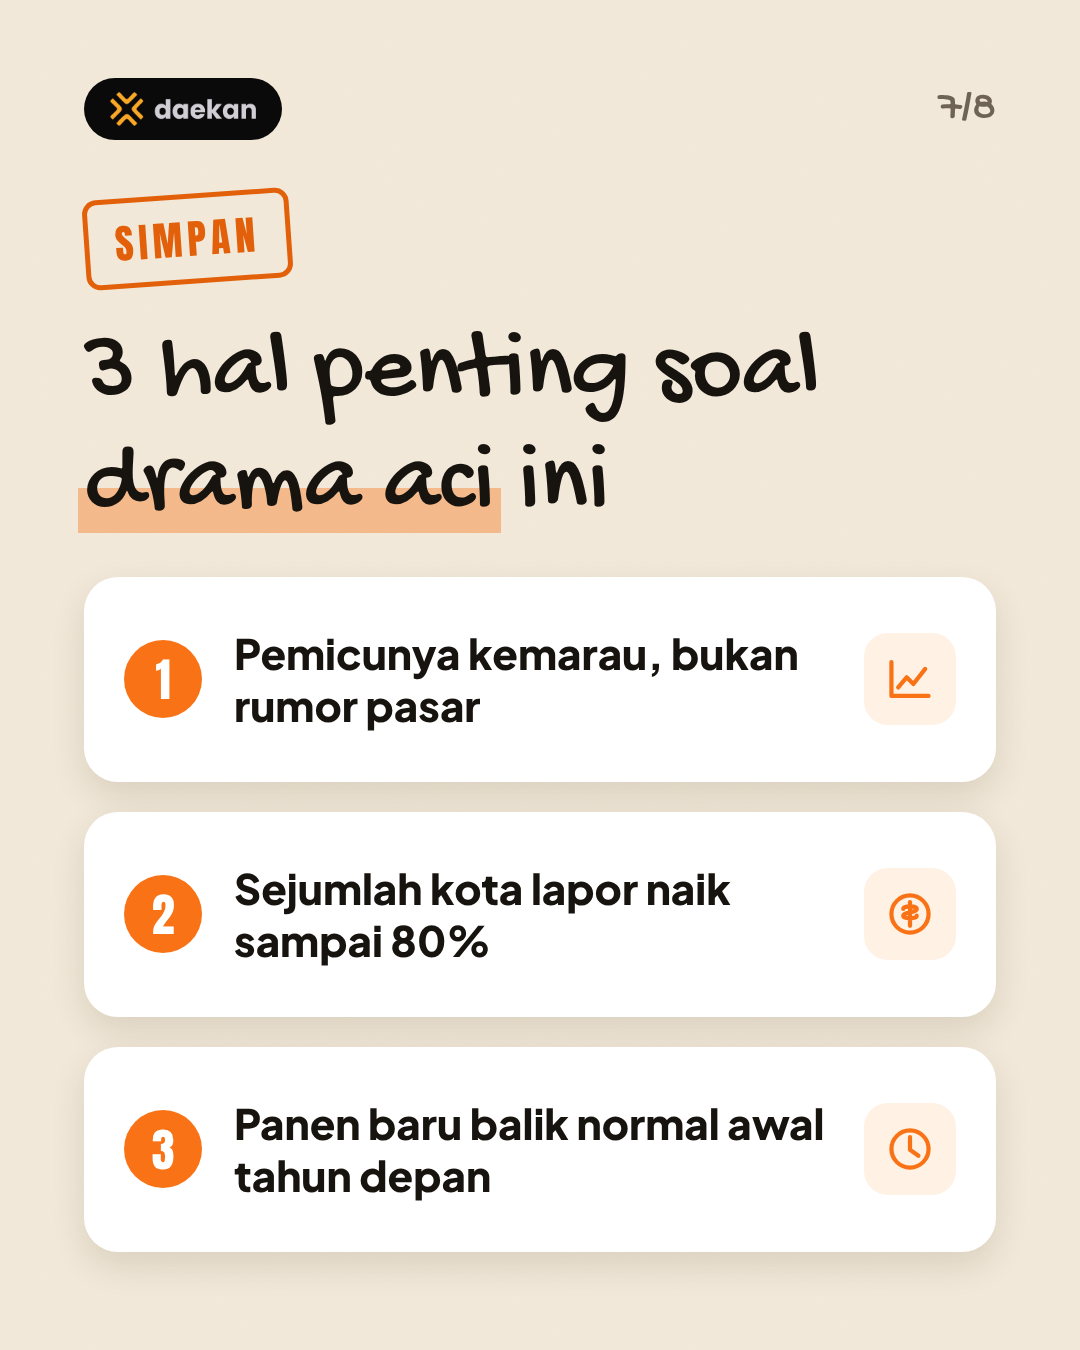 daekan
7/8
SIMPAN
3 hal penting soal
drama aci ini
1
Pemicunya kemarau, bukan
rumor pasar
2
Sejumlah kota lapor naik
sampai 80%
3
Panen baru balik normal awal
tahun depan